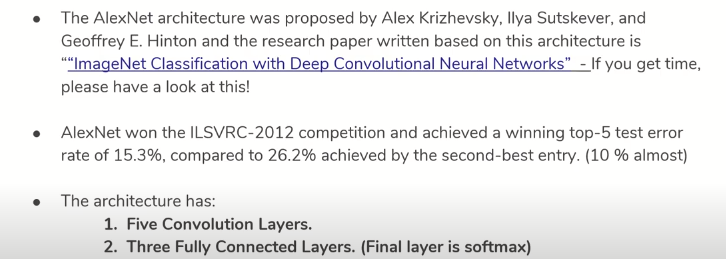 ● The AlexNet architecture was proposed by Alex Krizhevsky, Ilya Sutskever, and
Geoffrey E. Hinton and the research paper written based on this architecture is
““ImageNet Classification with Deep Convolutional Neural Networks” - If you get time,
please have a look at this!
● AlexNet won the ILSVRC-2012 competition and achieved a winning top-5 test error
rate of 15.3%, compared to 26.2% achieved by the second-best entry. (10 % almost)
● The architecture has:
1. Five Convolution Layers.
2. Three Fully Connected Layers. (Final layer is softmax)